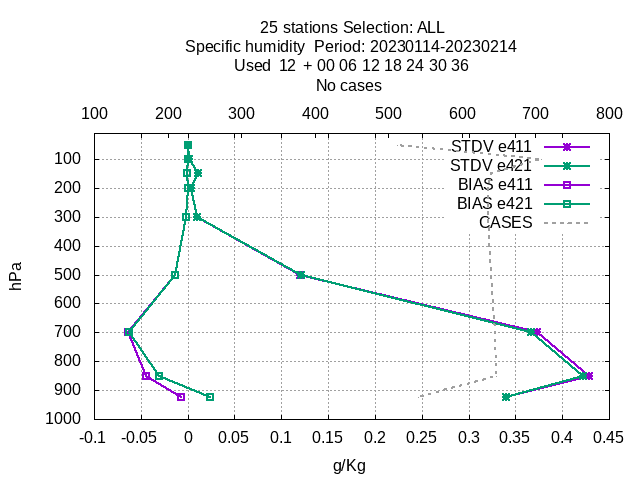 25 stations Selection: ALL
Specific humidity  Period: 20230114-20230214
Used  12  + 00 06 12 18 24 30 36
No cases
100 200 300 400 500 600 700 800
STDV e411
STDV e421
BIAS e411
BIAS e421
CASES
100
200
300
400
500
600
700
800
900
1000
hPa
-0.1 -0.05 0 0.05 0.1 0.15 0.2 0.25 0.3 0.35 0.4 0.45
g/Kg